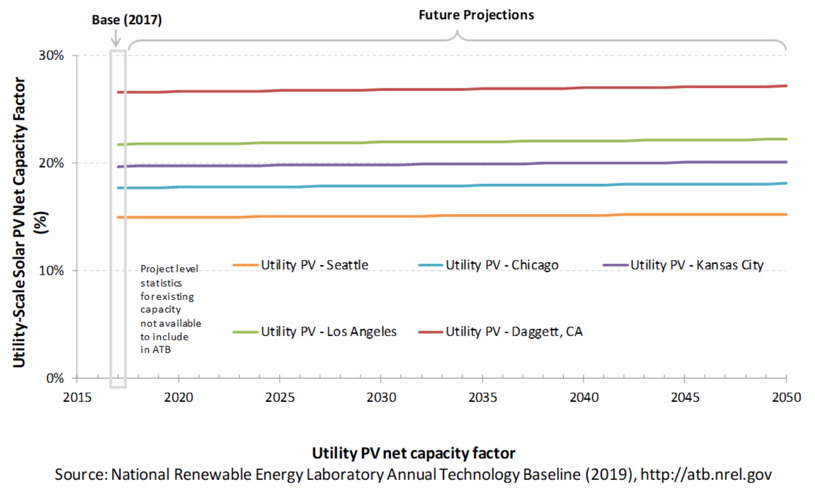 Base (2017)
Future Projections
Utility-Scale Solar PV Net Capacity Factor
(%)
30%
20%
10%
0%
Project level
statistics
for existing
capacity
not available
to include
in ATB
Utility PV - Seattle
Utility PV - Chicago
Utility PV - Kansas City
Utility PV - Los Angeles
Utility PV - Daggett, CA
2015
2020
2025
2030
2035
2040
2045
2050
Utility PV net capacity factor
Source: National Renewable Energy Laboratory Annual Technology Baseline (2019), http://atb.nrel.gov